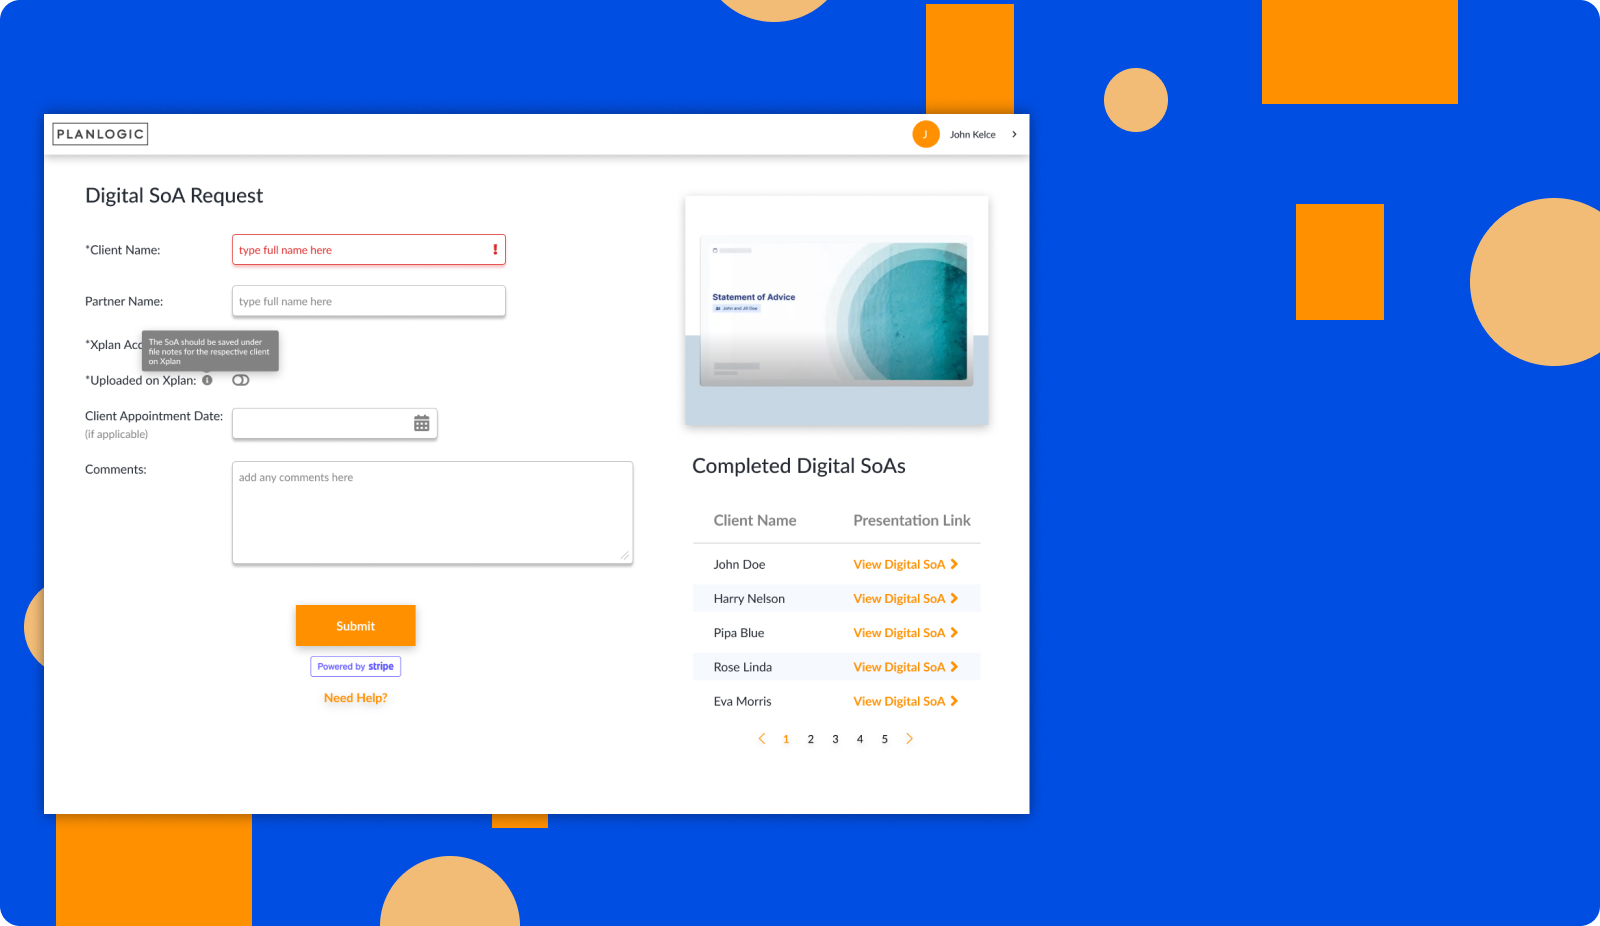 PLANLOGIC
J
John Kelce
Digital SoA Request
*Client Name:
type full name here
Partner Name:
type full name here
*Xplan Acc
The SoA should be saved under
file notes for the respective client
on Xplan
*Uploaded on Xplan:
Client Appointment Date:
(if applicable)
Comments:
add any comments here
Submit
Powered by stripe
Need Help?
Statement of Advice
John and Jill Doe
Completed Digital SoAs
Client Name Presentation Link
John Doe View Digital SoA
Harry Nelson View Digital SoA
Pipa Blue View Digital SoA
Rose Linda View Digital SoA
Eva Morris View Digital SoA
1 2 3 4 5